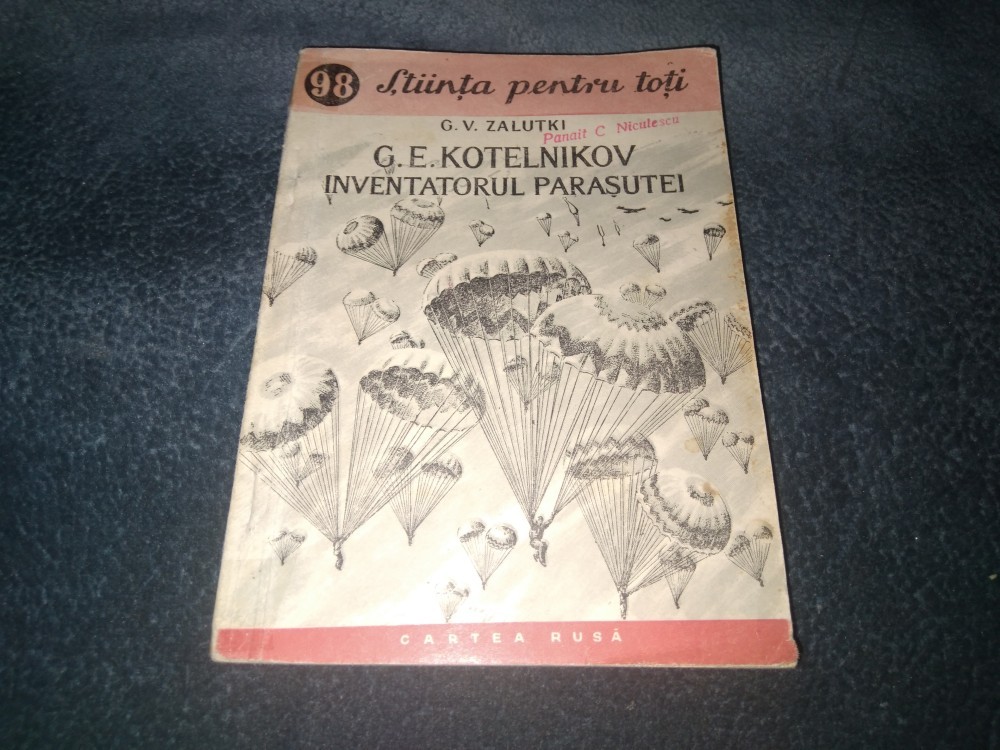 98 Știința pentru toți
G. V. ZALUTKI
Panait C Niculescu
G. E. KOTELNIKOV
INVENTATORUL PARAȘUTEI
CARTEA RUSĂ